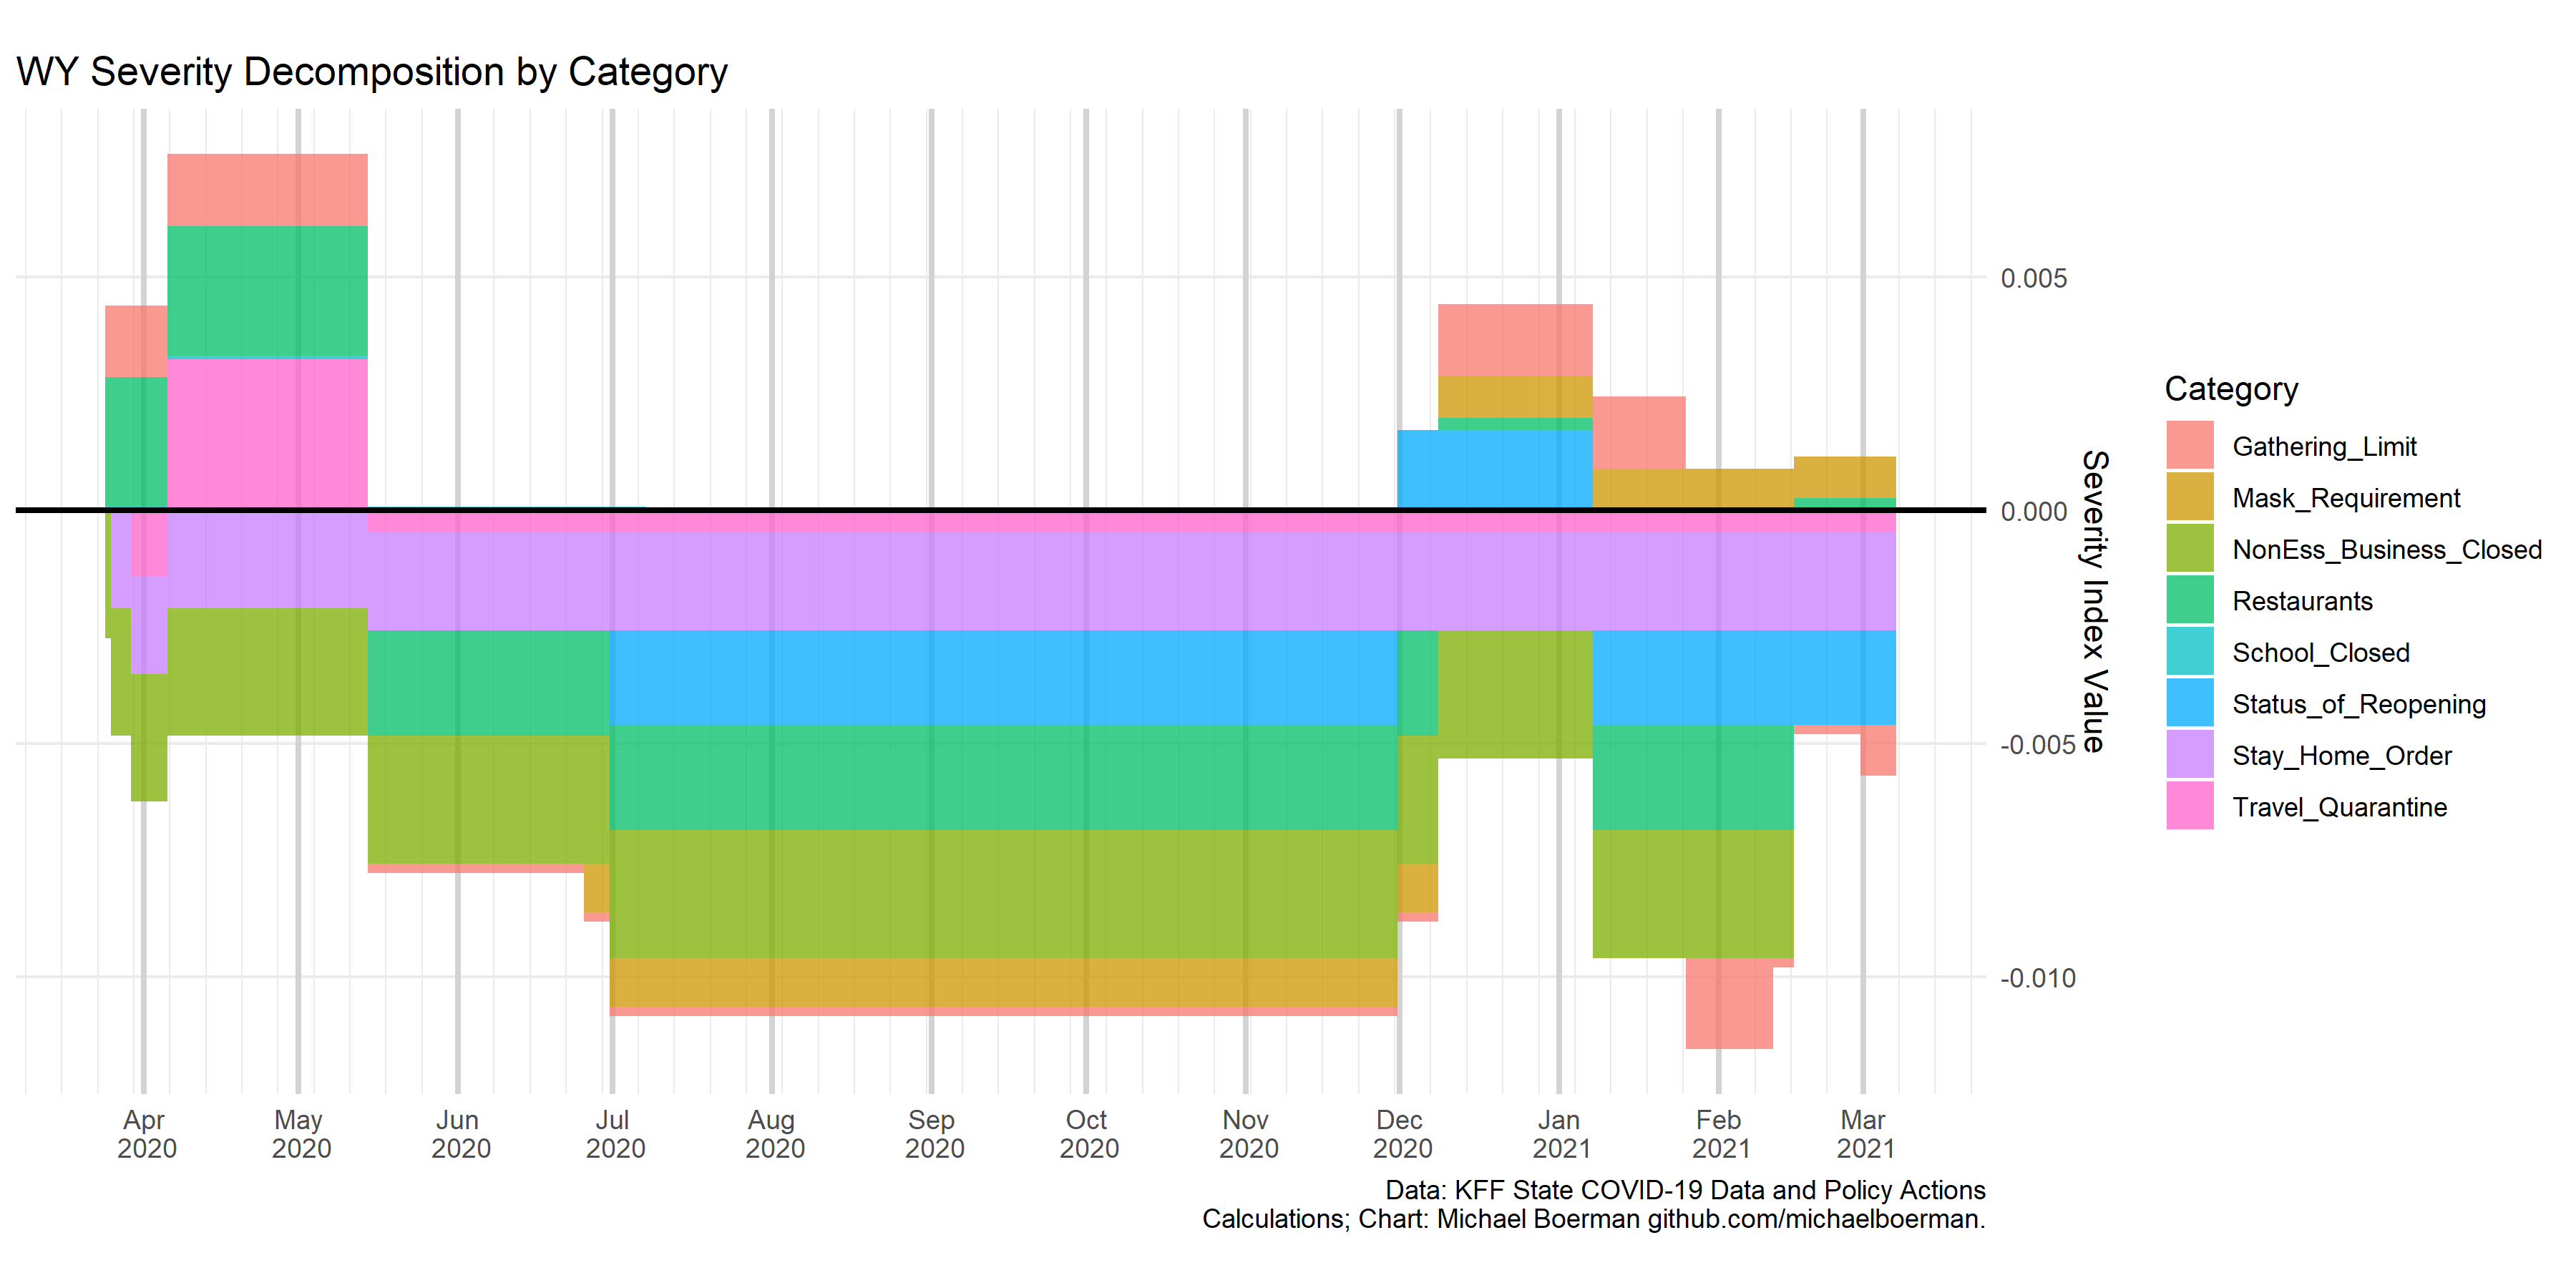 WY Severity Decomposition by Category
0.005
0.000
-0.005
-0.010
Severity Index Value
Apr
2020
May
2020
Jun
2020
Jul
2020
Aug
2020
Sep
2020
Oct
2020
Nov
2020
Dec
2020
Jan
2021
Feb
2021
Mar
2021
Category
Gathering_Limit
Mask_Requirement
NonEss_Business_Closed
Restaurants
School_Closed
Status_of_Reopening
Stay_Home_Order
Travel_Quarantine
Data: KFF State COVID-19 Data and Policy Actions
Calculations; Chart: Michael Boerman github.com/michaelboerman.